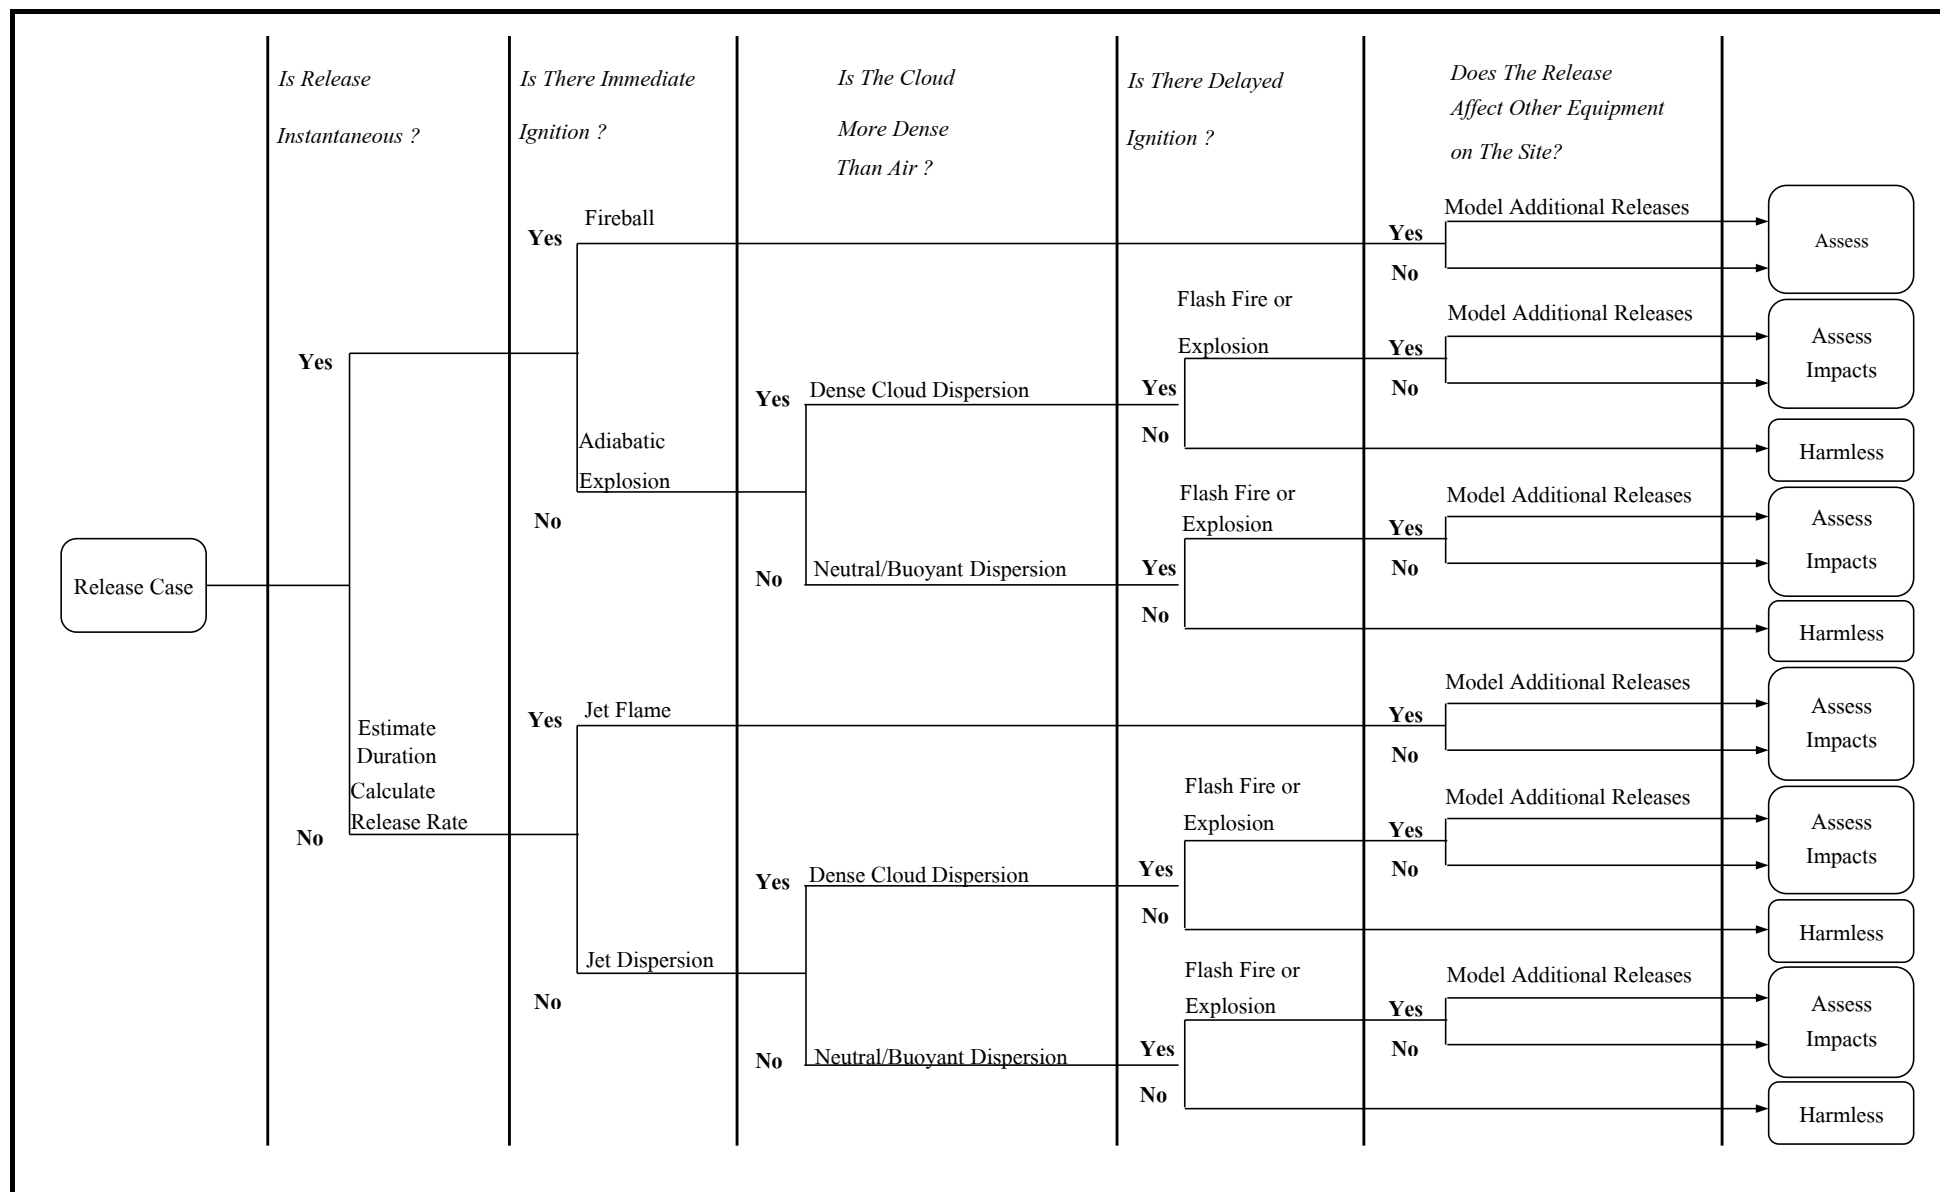 Is Release
Instantaneous ?
Is There Immediate
Ignition ?
Is The Cloud
More Dense
Than Air ?
Is There Delayed
Ignition ?
Does The Release
Affect Other Equipment
on The Site?
Release Case
Yes
No
Estimate
Duration
Calculate
Release Rate
Yes
Fireball
No
Adiabatic
Explosion
Yes
Jet Flame
No
Jet Dispersion
Yes
Dense Cloud Dispersion
No
Neutral/Buoyant Dispersion
Yes
Dense Cloud Dispersion
No
Neutral/Buoyant Dispersion
Flash Fire or
Explosion
Yes
No
Flash Fire or
Explosion
Yes
No
Flash Fire or
Explosion
Yes
No
Flash Fire or
Explosion
Yes
No
Model Additional Releases
Yes
No
Model Additional Releases
Yes
No
Model Additional Releases
Yes
No
Model Additional Releases
Yes
No
Model Additional Releases
Yes
No
Model Additional Releases
Yes
No
Assess
Assess
Impacts
Harmless
Assess
Impacts
Harmless
Assess
Impacts
Assess
Impacts
Harmless
Assess
Impacts
Harmless